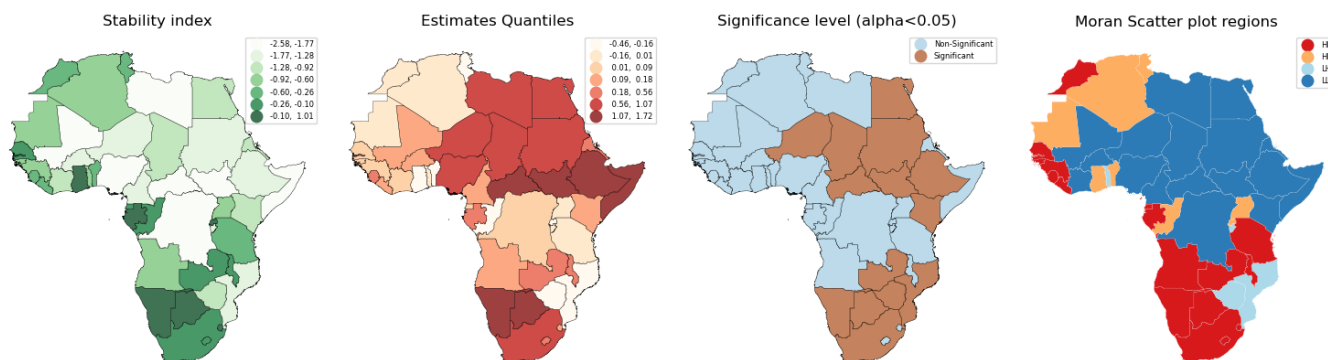 Stability index
-2.58, -1.77
-1.77, -1.28
-1.28, -0.92
-0.92, -0.60
-0.60, -0.26
-0.26, -0.10
-0.10, 1.01
Estimates Quantiles
-0.46, -0.16
-0.16, 0.01
0.01, 0.09
0.09, 0.18
0.18, 0.56
0.56, 1.07
1.07, 1.72
Significance level (alpha<0.05)
Non-Significant
Significant
Moran Scatter plot regions